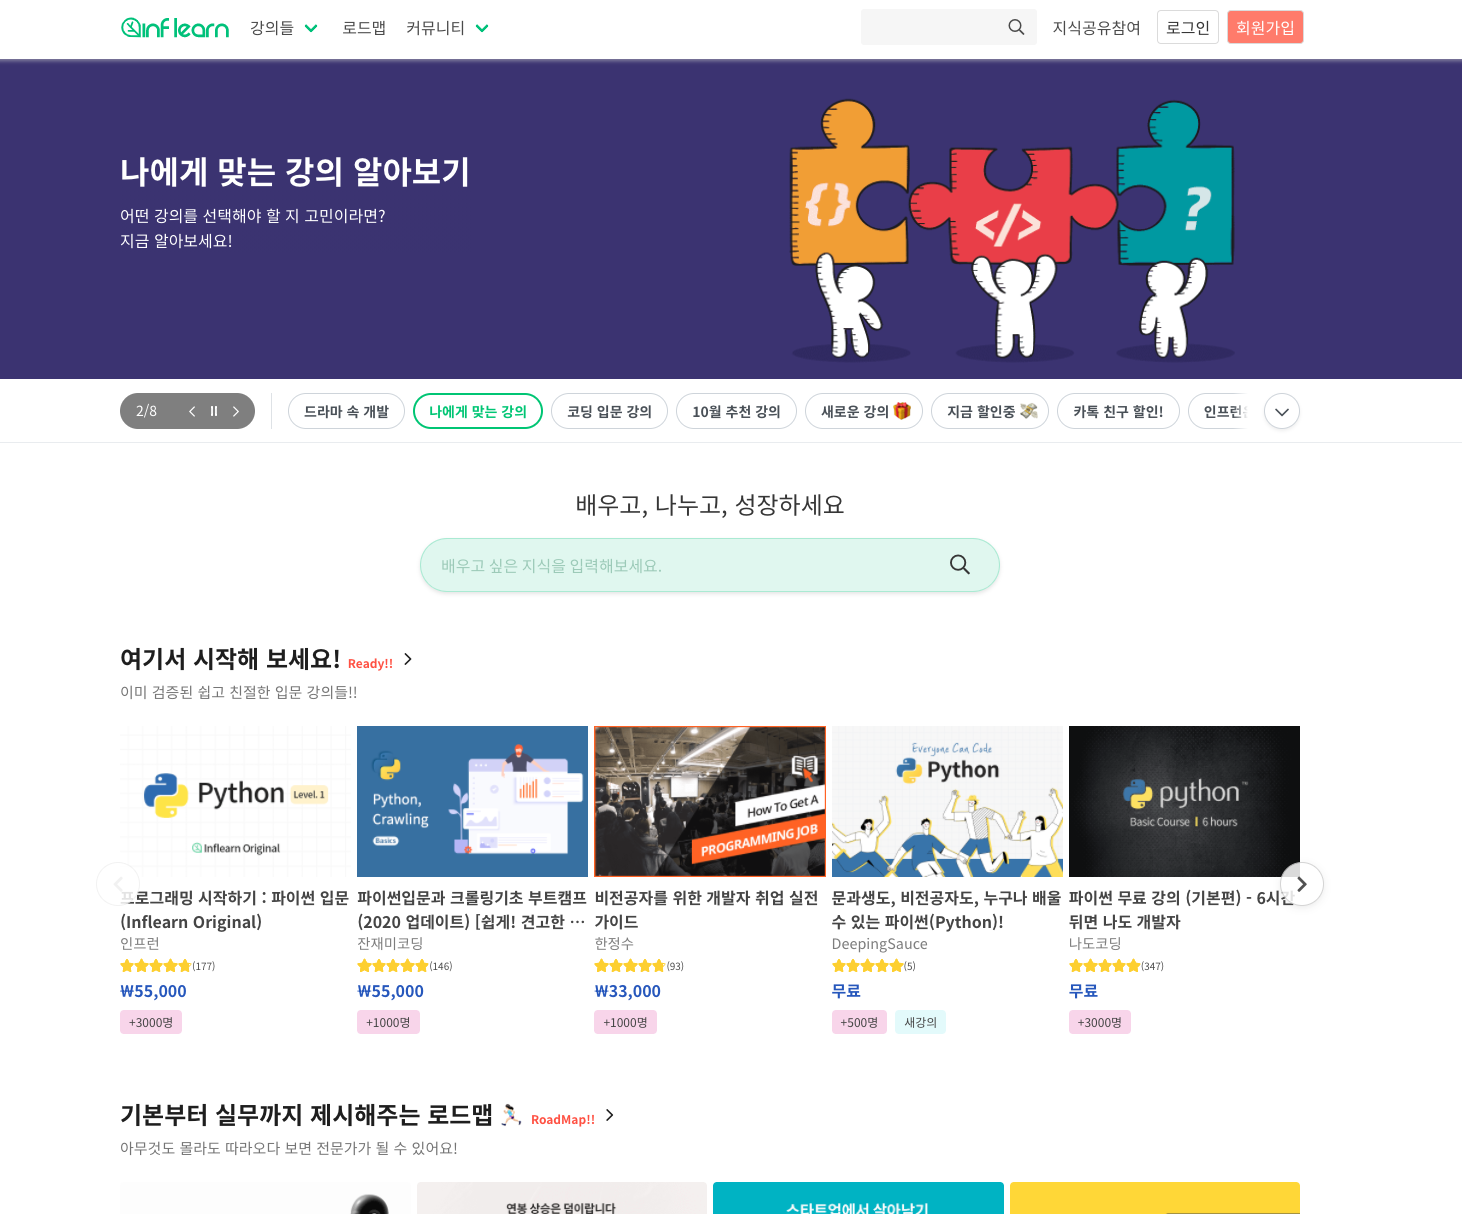 inflearn 강의들 로드맵 커뮤니티 지식공유참여 로그인 회원가입
나에게 맞는 강의 알아보기
어떤 강의를 선택해야 할 지 고민이라면?
지금 알아보세요!
{} </> ?
2/8 드라마 속 개발 나에게 맞는 강의 코딩 입문 강의 10월 추천 강의 새로운 강의 지금 할인중 카톡 친구 할인! 인프런
배우고, 나누고, 성장하세요
배우고 싶은 지식을 입력해보세요.
여기서 시작해 보세요! Ready!!
이미 검증된 쉽고 친절한 입문 강의들!!
Python Level. 1
Inflearn Original
프로그래밍 시작하기 : 파이썬 입문
(Inflearn Original)
인프런
(177)
₩55,000
+3000명
Python,
Crawling
Basics
파이썬입문과 크롤링기초 부트캠프
(2020 업데이트) [쉽게! 견고한 ...
잔재미코딩
(146)
₩55,000
+1000명
How To Get A
PROGRAMMING JOB
비전공자를 위한 개발자 취업 실전
가이드
한정수
(93)
₩33,000
+1000명
Everyone Can Code
Python
문과생도, 비전공자도, 누구나 배울
수 있는 파이썬(Python)!
DeepingSauce
(5)
무료
+500명 새강의
python™
Basic Course | 6 hours
파이썬 무료 강의 (기본편) - 6시간
뒤면 나도 개발자
나도코딩
(347)
무료
+3000명
기본부터 실무까지 제시해주는 로드맵 RoadMap!!
아무것도 몰라도 따라오다 보면 전문가가 될 수 있어요!
연봉 상승은 덤이랍니다
스타트업에서 살아남기